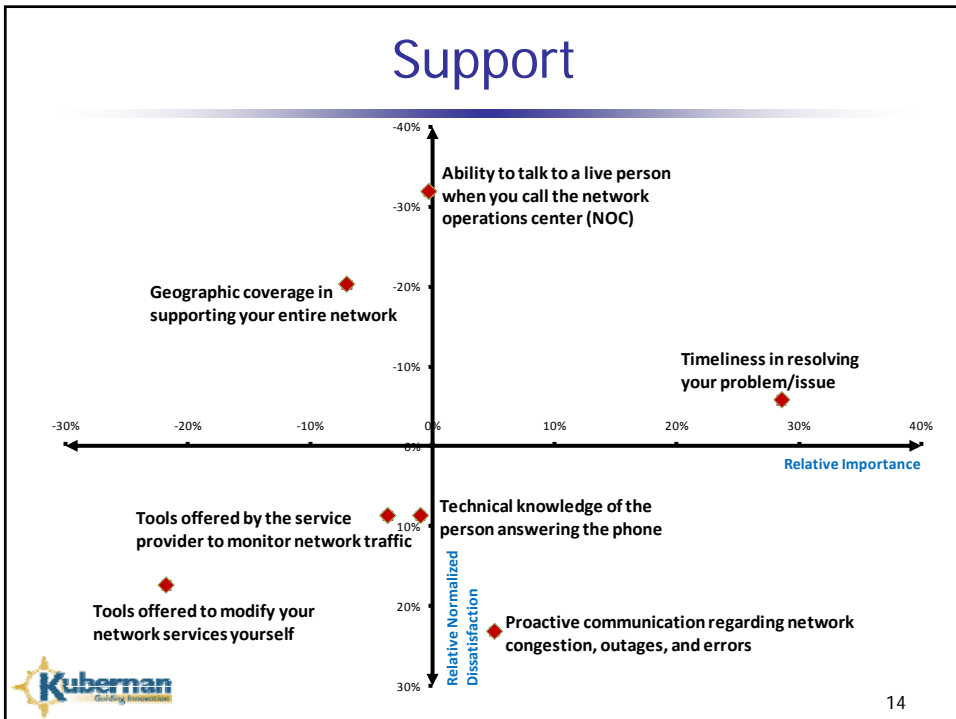 Support
-40%
Ability to talk to a live person
when you call the network
operations center (NOC)
-30%
Geographic coverage in
supporting your entire network
-20%
-10%
Timeliness in resolving
your problem/issue
-30%
-20%
-10%
0%
10%
20%
30%
40%
0%
Relative Importance
Tools offered by the service
provider to monitor network traffic
10%
Technical knowledge of the
person answering the phone
Tools offered to modify your
network services yourself
20%
Relative Normalized
Dissatisfaction
Proactive communication regarding network
congestion, outages, and errors
30%
Kubernan
Guiding Innovation
14